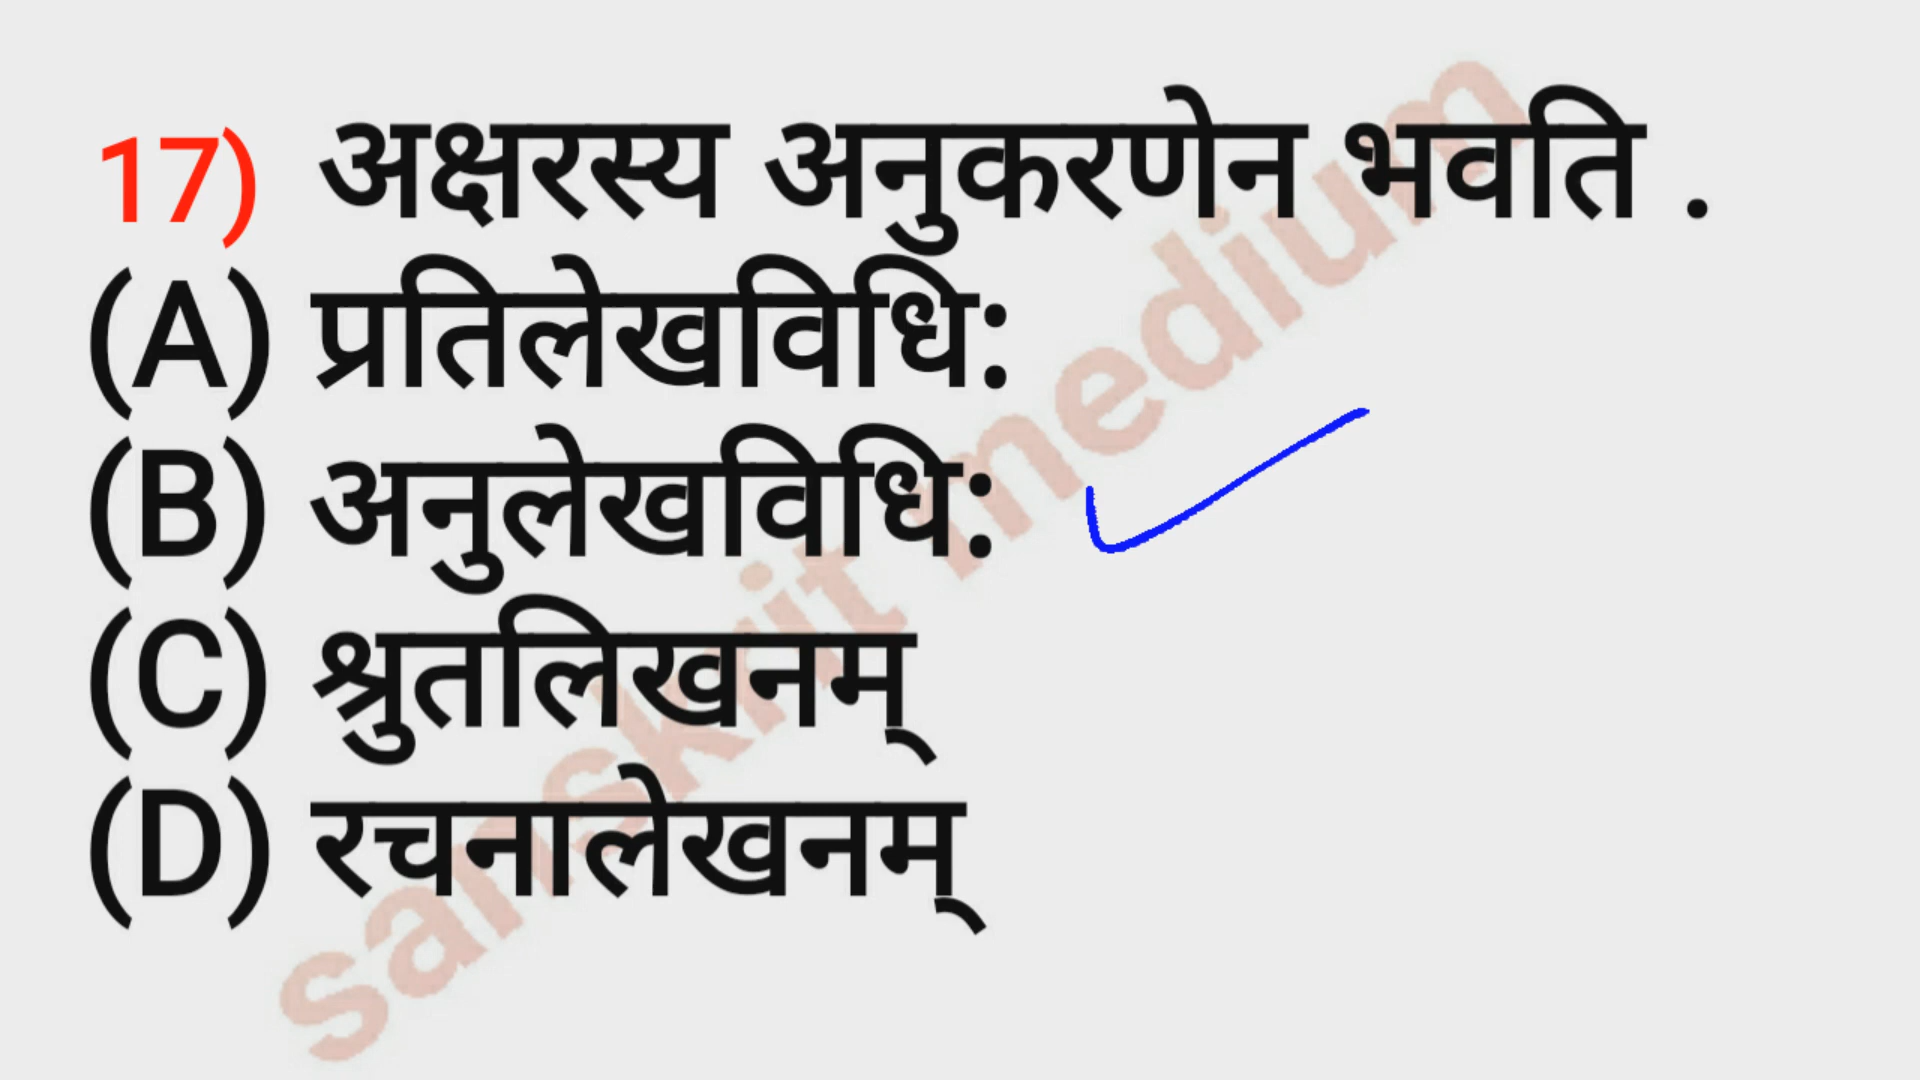 17) अक्षरस्य अनुकरणेन भवति .
(A) प्रतिलेखविधि:
(B) अनुलेखविधि:
(C) श्रुतलिखनम्
(D) रचनालेखनम्
sanskrit medium